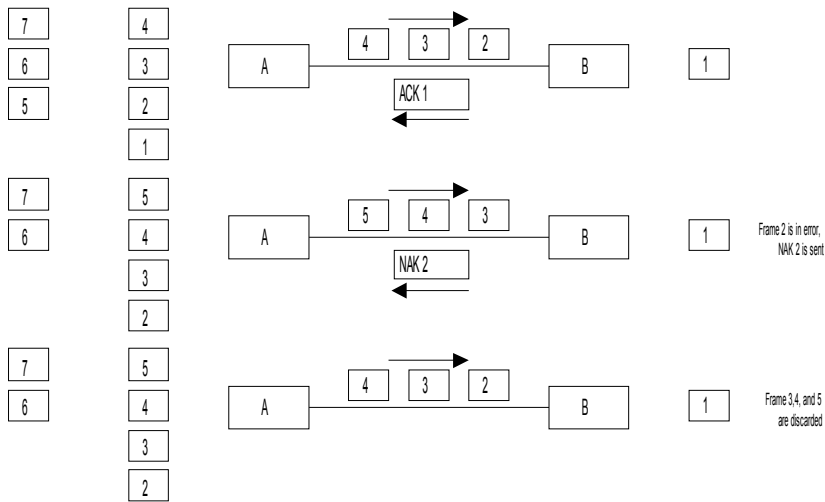 7 4
4 3 2
6 3 A B 1
5 2 ACK 1
1
7 5
5 4 3
6 4 A B 1 Frame 2 is in error,
NAK 2 is sent
3 NAK 2
2
7 5
4 3 2
6 4 A B 1 Frame 3,4, and 5
are discarded
3
2